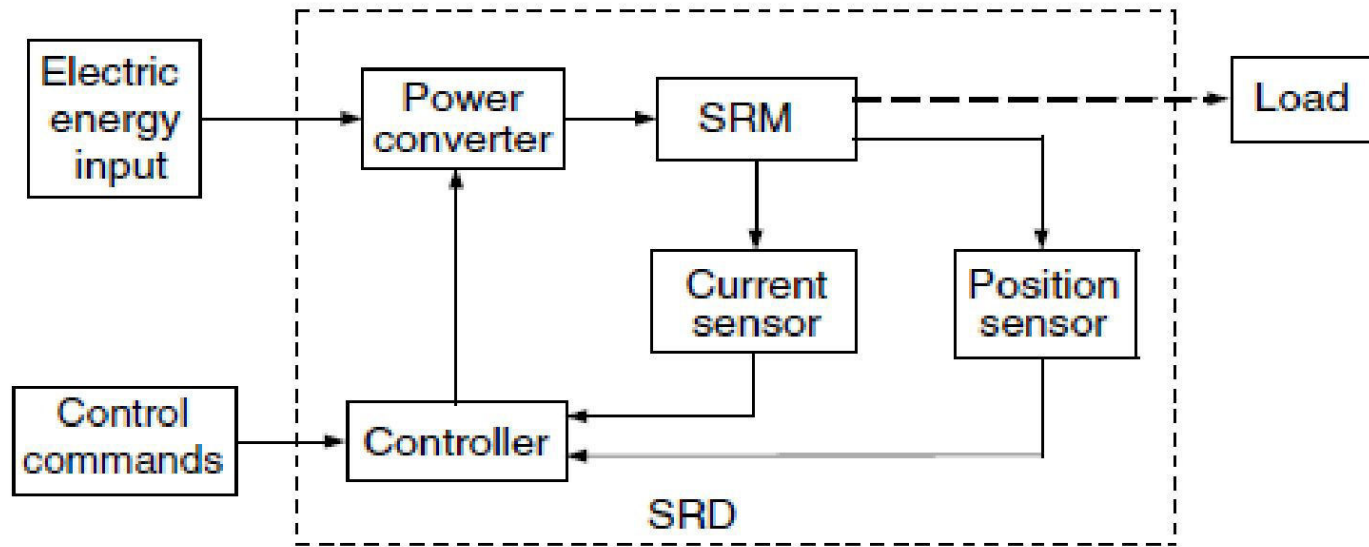 Electric
energy
input
Power
converter
SRM
Load
Current
sensor
Position
sensor
Control
commands
Controller
SRD